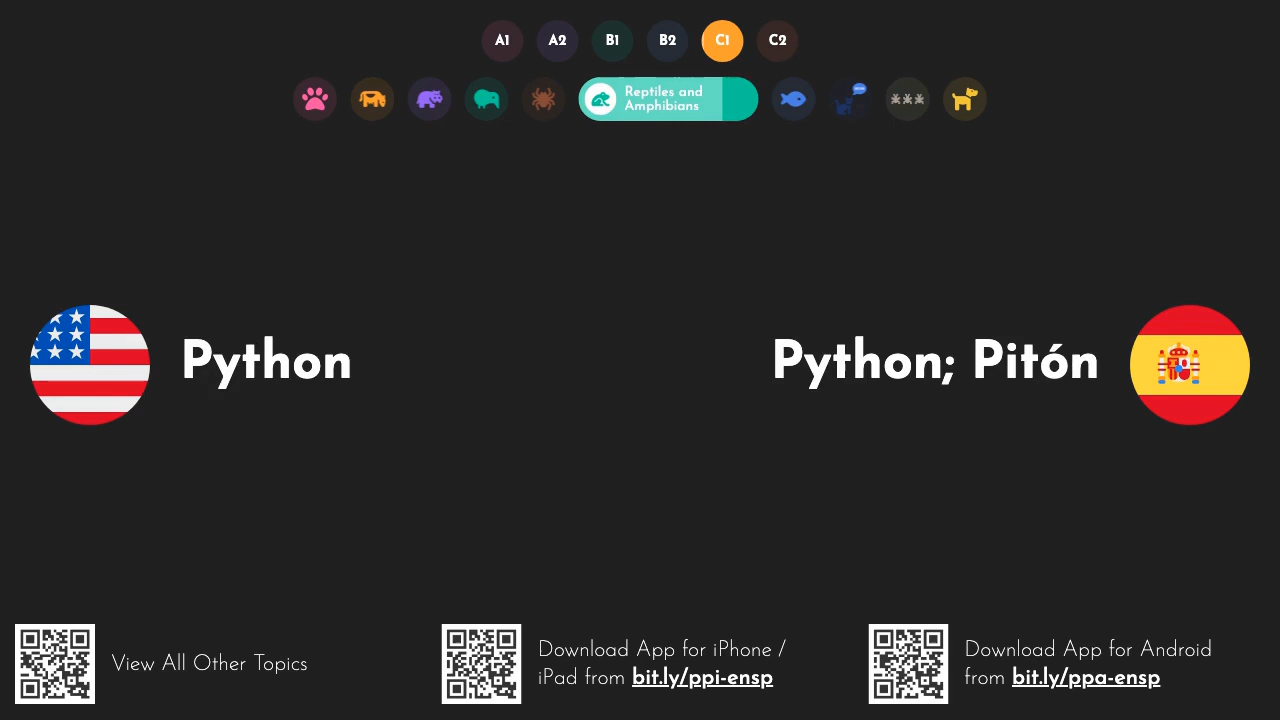 A1 A2 B1 B2 C1 C2
Reptiles and
Amphibians
Python
Python; Pitón
View All Other Topics
Download App for iPhone /
iPad from bit.ly/ppi-ensp
Download App for Android
from bit.ly/ppa-ensp